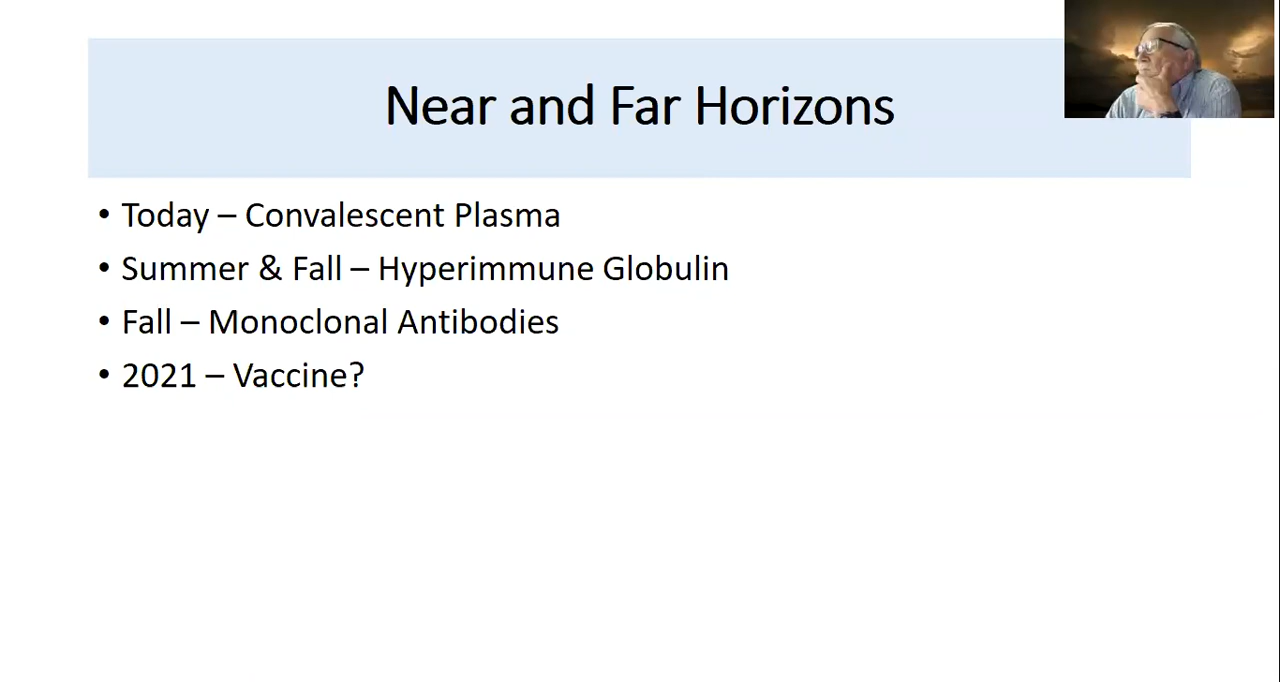 Near and Far Horizons
• Today – Convalescent Plasma
• Summer & Fall – Hyperimmune Globulin
• Fall – Monoclonal Antibodies
• 2021 – Vaccine?